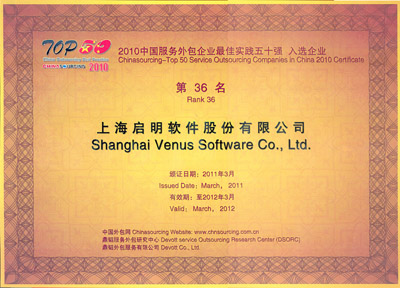 TOP 50
CHINASOURCING 2010
2010中国服务外包企业最佳实践五十强 入选企业
Chinasourcing-Top 50 Service Outsourcing Companies in China 2010 Certificate
第 36 名
Rank 36
上海启明软件股份有限公司
Shanghai Venus Software Co., Ltd.
颁证日期：2011年3月
Issued Date: March, 2011
有效期：至2012年3月
Valid: March, 2012
中国外包网 Chinasourcing Website: www.chnsourcing.com.cn
鼎韬服务外包研究中心 Devott service Outsourcing Research Center (DSORC)
鼎韬外包服务有限公司 Devott Co., Ltd.